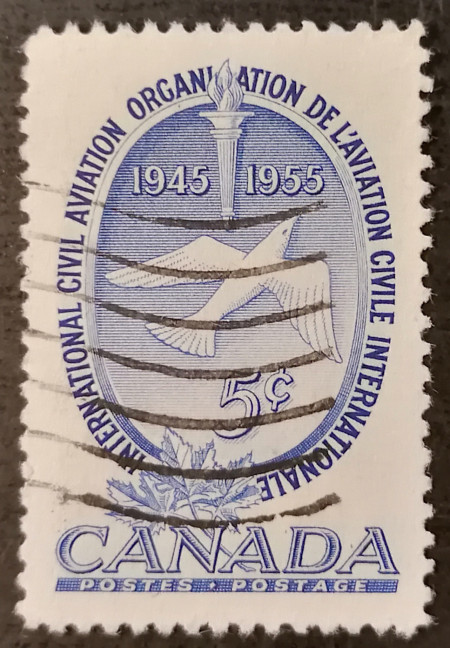 INTERNATIONAL CIVIL AVIATION ORGANIZATION DE L'AVIATION CIVILE INTERNATIONALE
1945 1955
5¢
CANADA
POSTES · POSTAGE